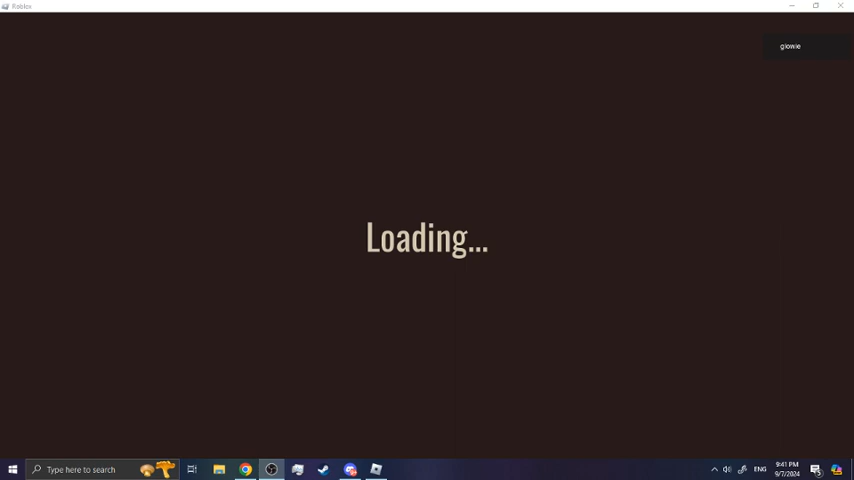 Roblox
glowie
Loading...
Type here to search
ENG
9:41 PM
9/7/2024